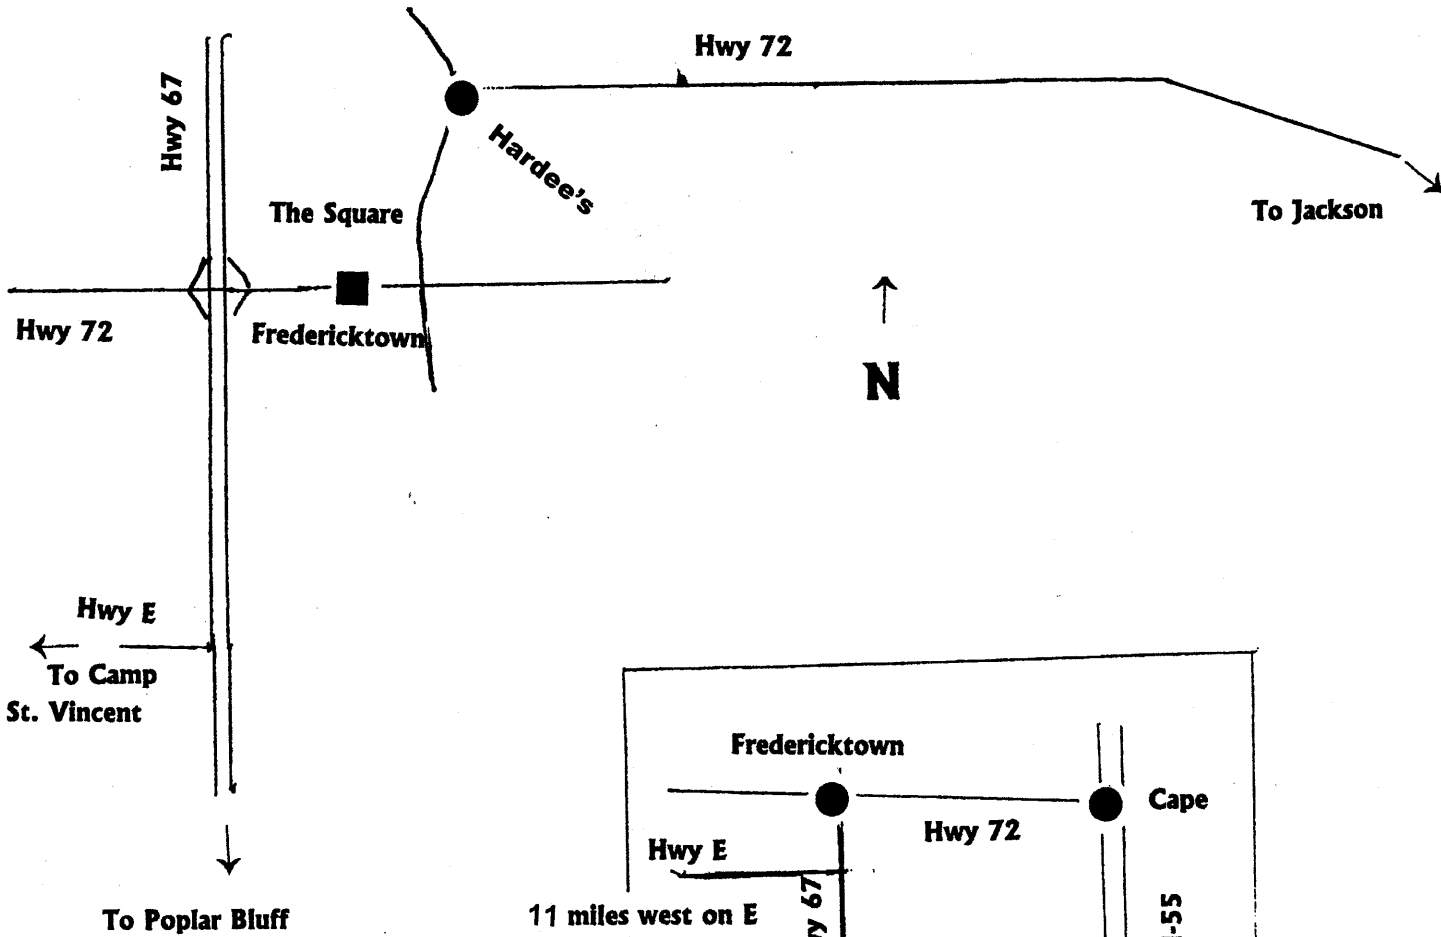 Hwy 72
Hwy 67
Hardee's
The Square
To Jackson
Hwy 72
Fredericktown
N
Hwy E
To Camp
St. Vincent
Fredericktown
Cape
Hwy 72
Hwy E
11 miles west on E
To Poplar Bluff